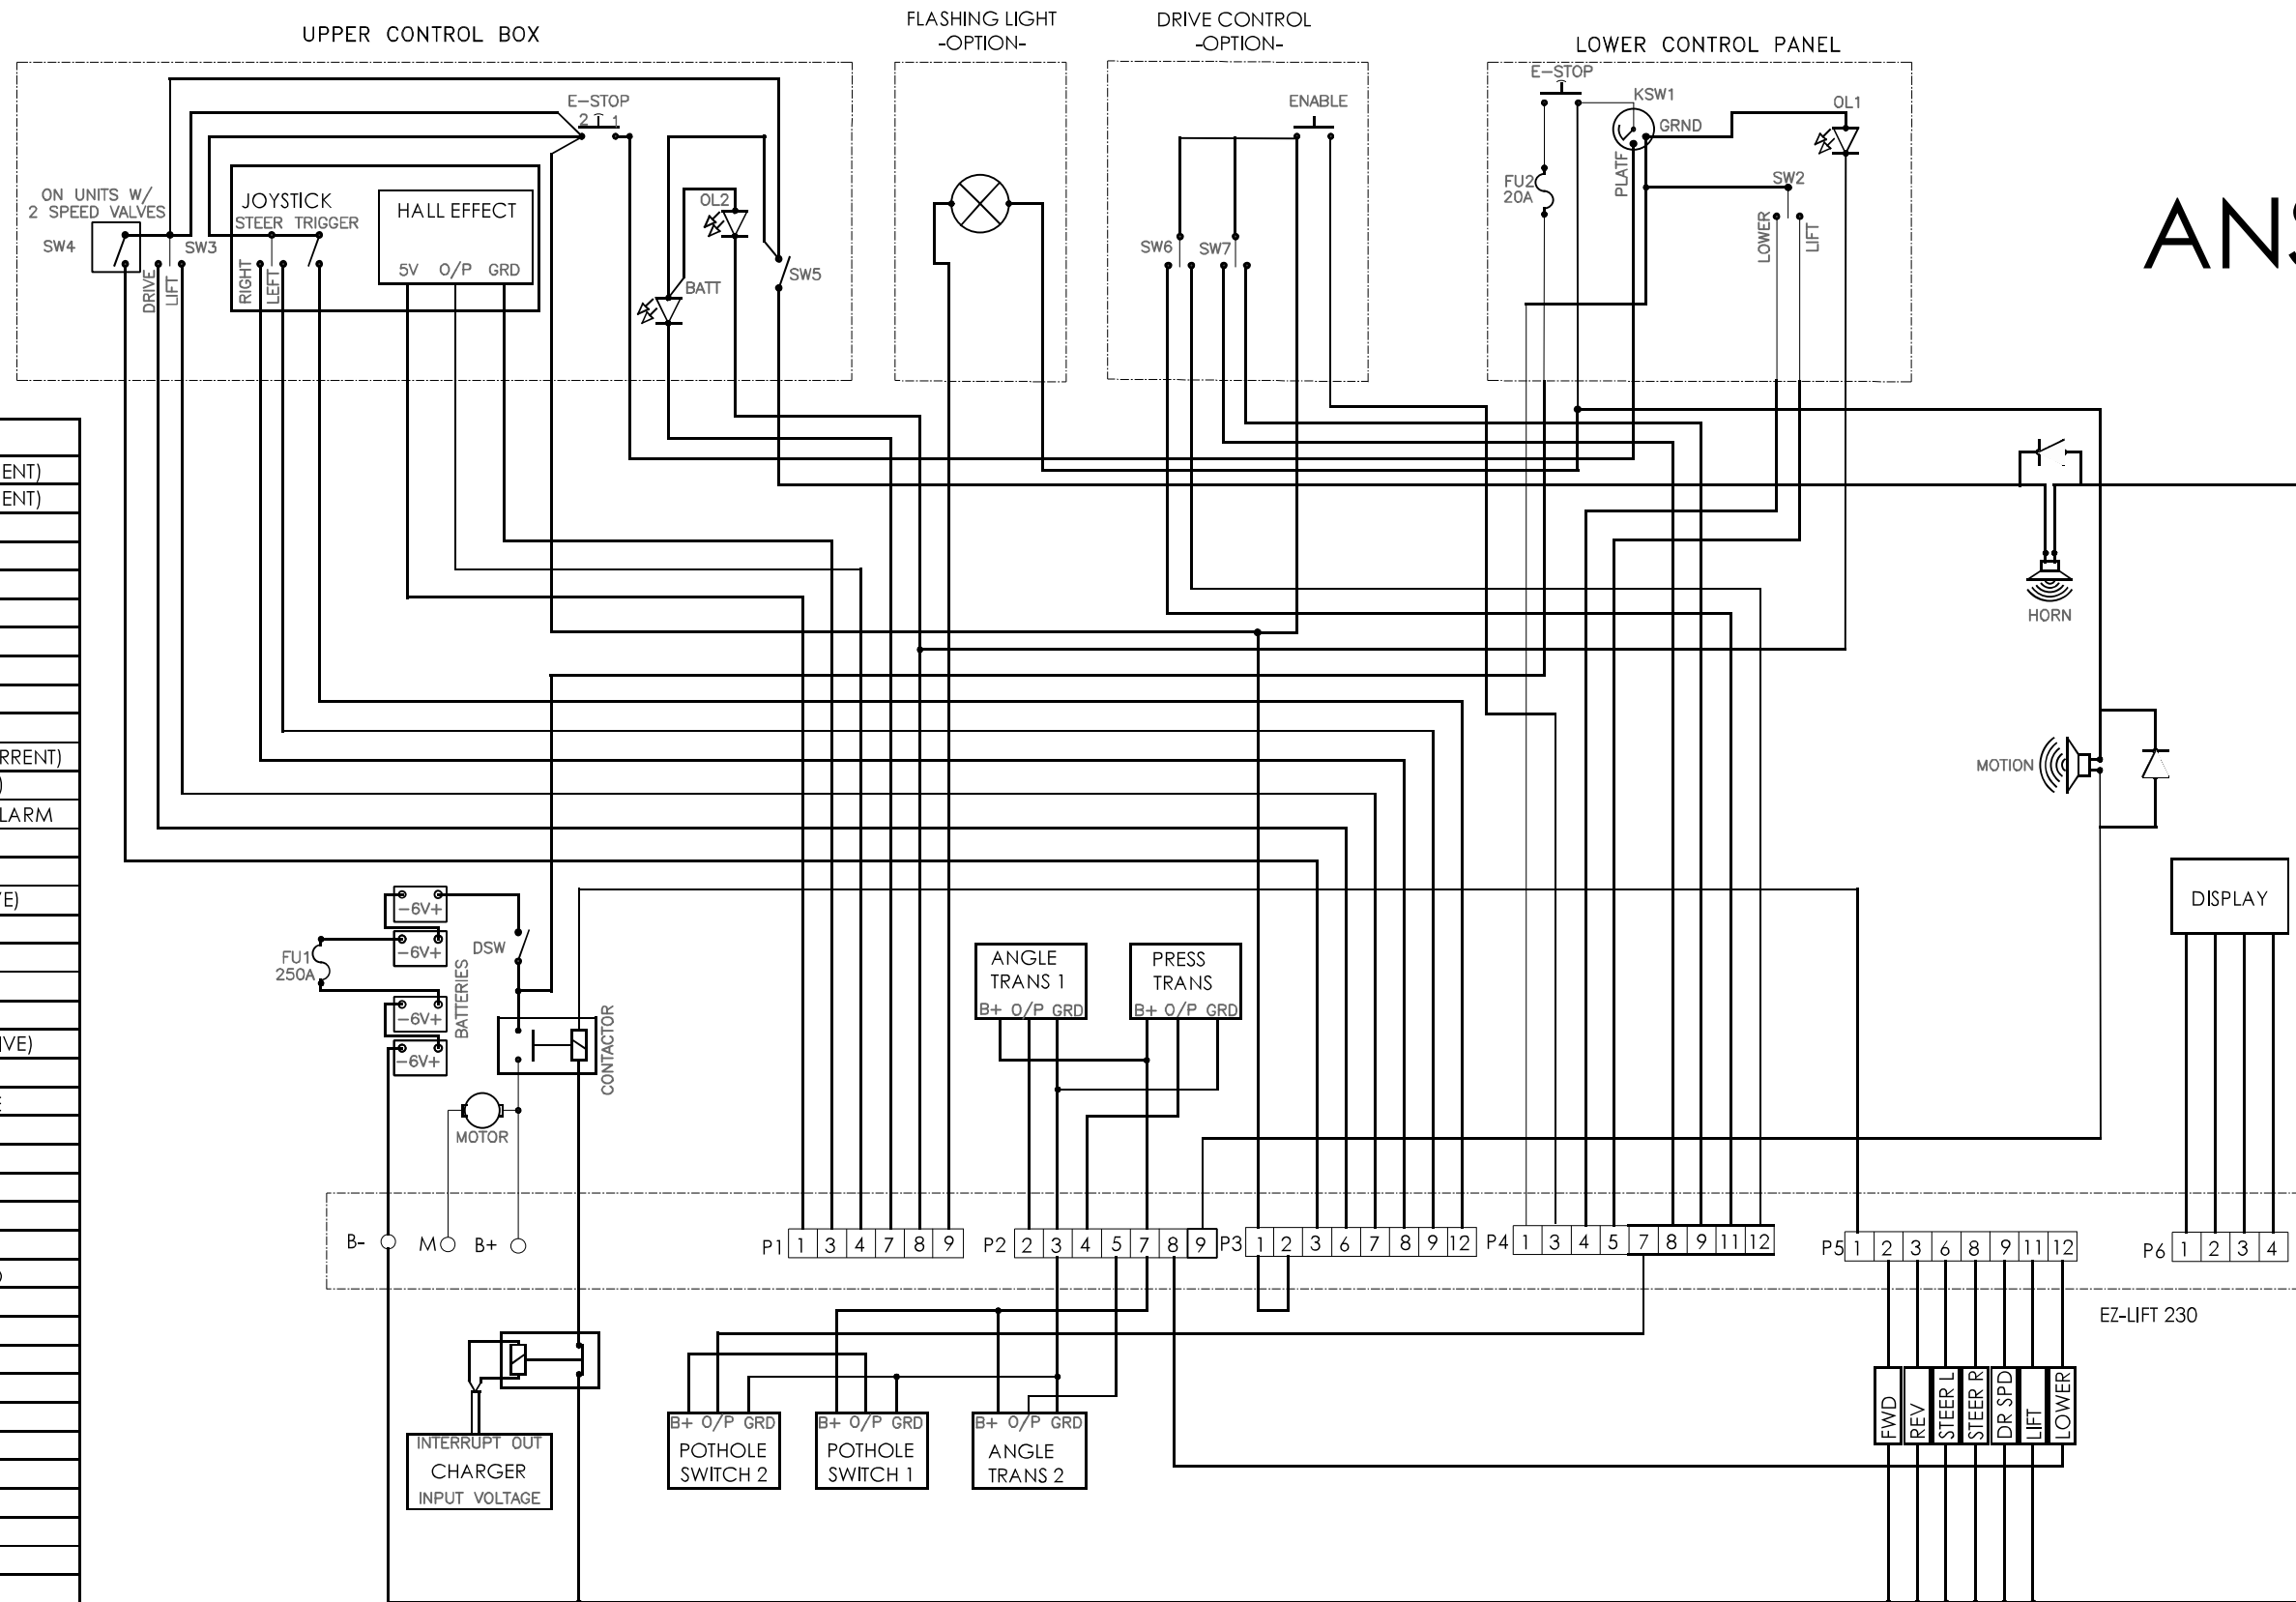 UPPER CONTROL BOX
FLASHING LIGHT
-OPTION-
DRIVE CONTROL
-OPTION-
LOWER CONTROL PANEL
E-STOP
2 1
ON UNITS W/
2 SPEED VALVES
SW4
SW3
DRIVE
LIFT
JOYSTICK
STEER TRIGGER
RIGHT
LEFT
HALL EFFECT
5V O/P GRD
OL2
BATT
SW5
ENABLE
SW6
SW7
E-STOP
KSW1
GRND
PLATF
OL1
FU2
20A
SW2
LOWER
LIFT
ENT)
ENT)
RRENT)
)
LARM
E)
VE)
HORN
MOTION
DISPLAY
-6V+
-6V+
-6V+
-6V+
FU1
250A
BATTERIES
DSW
CONTACTOR
MOTOR
ANGLE
TRANS 1
B+ O/P GRD
PRESS
TRANS
B+ O/P GRD
B- M B+
P1 1 3 4 7 8 9
P2 2 3 4 5 7 8 9
P3 1 2 3 6 7 8 9 12
P4 1 3 4 5 7 8 9 11 12
P5 1 2 3 6 8 9 11 12
P6 1 2 3 4
EZ-LIFT 230
FWD
REV
STEER L
STEER R
DR SPD
LIFT
LOWER
INTERRUPT OUT
CHARGER
INPUT VOLTAGE
B+ O/P GRD
POTHOLE
SWITCH 2
B+ O/P GRD
POTHOLE
SWITCH 1
B+ O/P GRD
ANGLE
TRANS 2